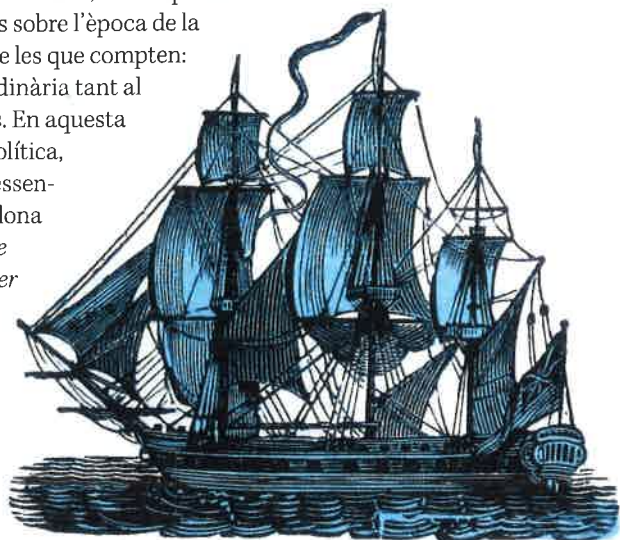 s sobre l'època de la
e les que compten:
dinària tant al
s. En aquesta
olítica,
essen-
lona
e
er